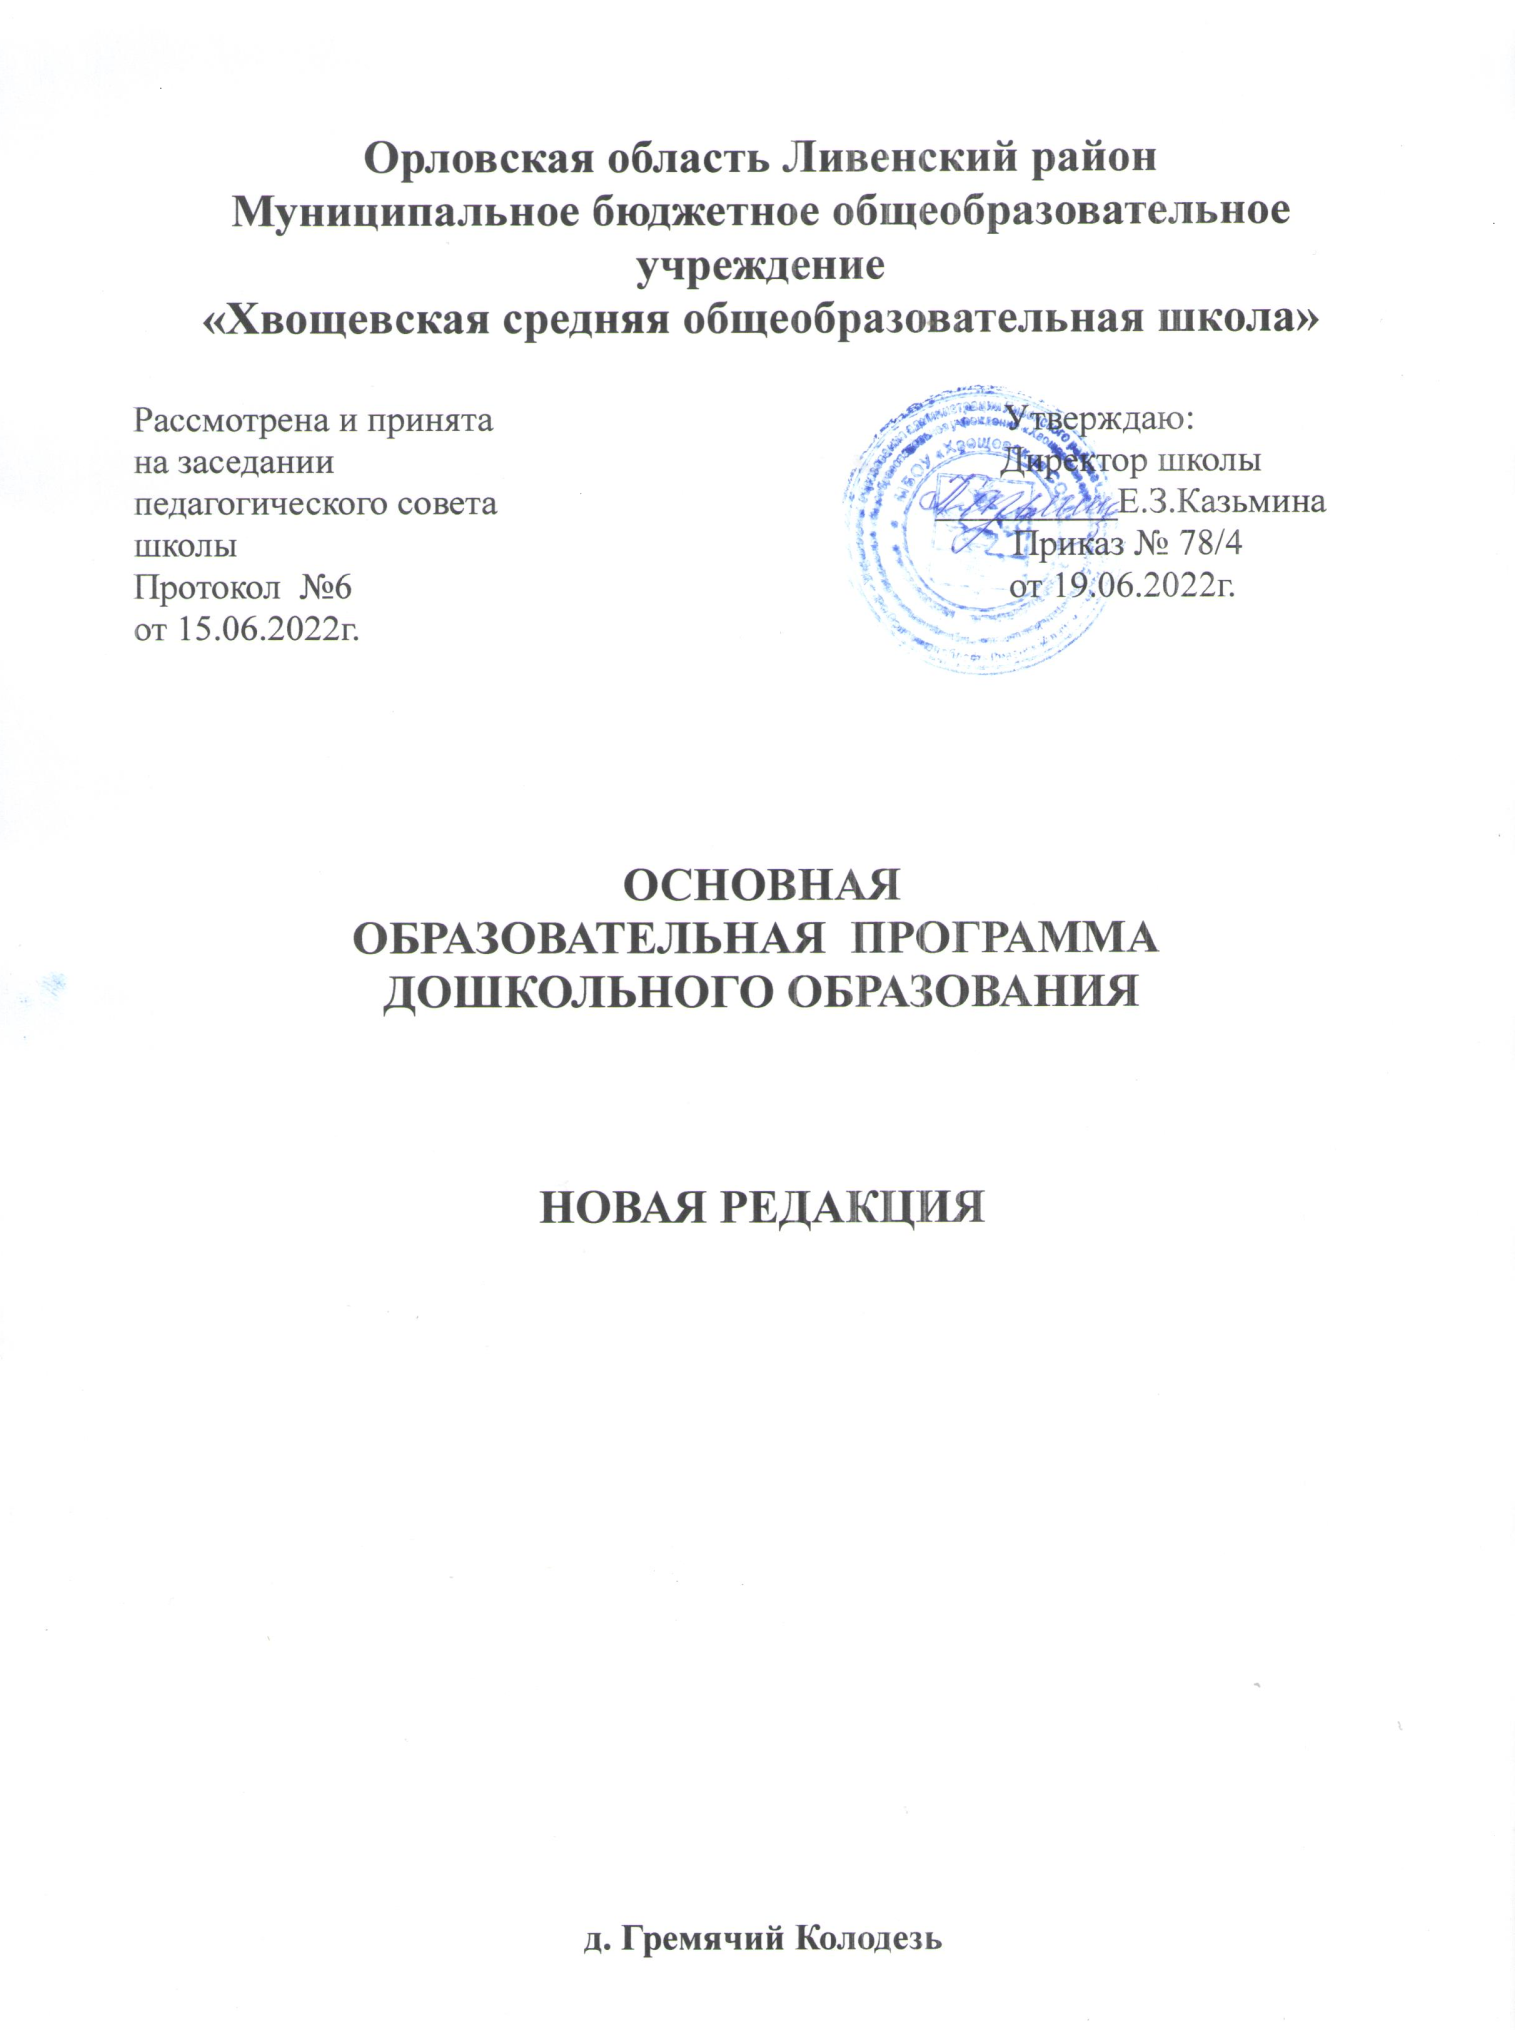 Орловская область Ливенский район
Муниципальное бюджетное общеобразовательное
учреждение
«Хвощевская средняя общеобразовательная школа»
Рассмотрена и принята
на заседании
педагогического совета
школы
Протокол №6
от 15.06.2022г.
Утверждаю:
Директор школы
Е.З.Казьмина
Приказ № 78/4
от 19.06.2022г.
МБОУ «Хвощевская
ОСНОВНАЯ
ОБРАЗОВАТЕЛЬНАЯ ПРОГРАММА
ДОШКОЛЬНОГО ОБРАЗОВАНИЯ
НОВАЯ РЕДАКЦИЯ
д. Гремячий Колодезь